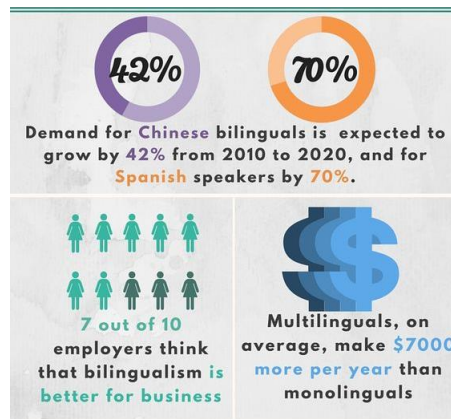 42%
70%
Demand for Chinese bilinguals is expected to
grow by 42% from 2010 to 2020, and for
Spanish speakers by 70%.
7 out of 10
employers think
that bilingualism is
better for business
Multilinguals, on
average, make $7000
more per year than
monolinguals